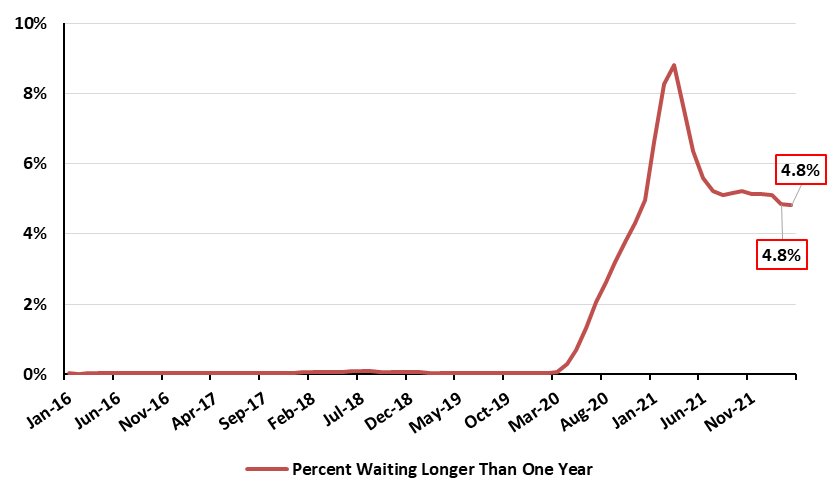 10%
8%
6%
4%
2%
0%
4.8%
4.8%
Jan-16
Jun-16
Nov-16
Apr-17
Sep-17
Feb-18
Jul-18
Dec-18
May-19
Oct-19
Mar-20
Aug-20
Jan-21
Jun-21
Nov-21
Percent Waiting Longer Than One Year